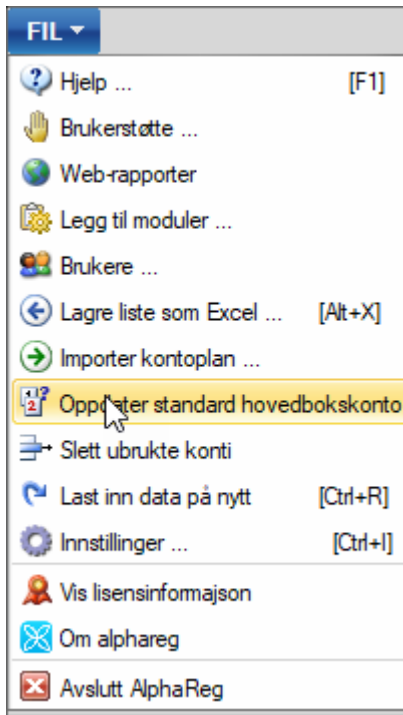 FIL
Hjelp ... [F1]
Brukerstøtte ...
Web-rapporter
Legg til moduler ...
Brukere ...
Lagre liste som Excel ... [Alt+X]
Importer kontoplan ...
Oppdater standard hovedbokskonto
Slett ubrukte konti
Last inn data på nytt [Ctrl+R]
Innstillinger ... [Ctrl+I]
Vis lisensinformajson
Om alphareg
Avslutt AlphaReg